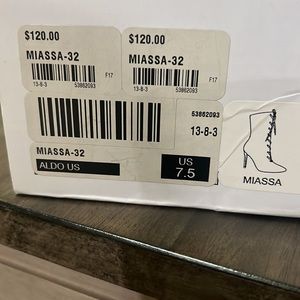 $120.00
MIASSA-32
F17
13-8-3 53862093
$120.00
MIASSA-32
F17
13-8-3 53862093
53862093
13-8-3
MIASSA-32
ALDO US
US
7.5
MIASSA